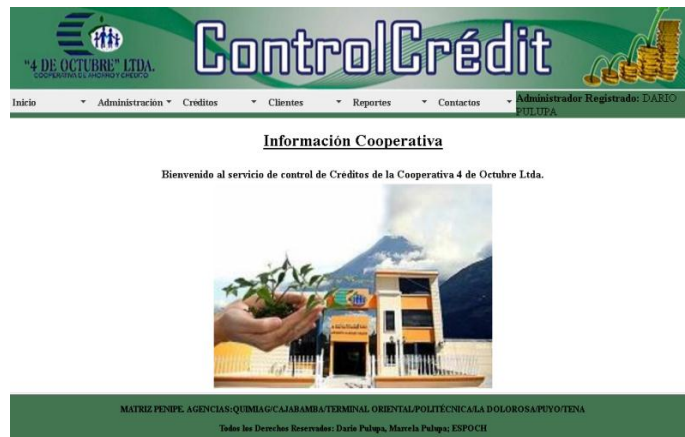 ControlCrédit
"4 DE OCTUBRE" LTDA.
COOPERATIVA DE AHORRO Y CREDITO
Inicio Administración Créditos Clientes Reportes Contactos Administrador Registrado: DARIO
PULUPA
Información Cooperativa
Bienvenido al servicio de control de Créditos de la Cooperativa 4 de Octubre Ltda.
MATRIZ PENIPE. AGENCIAS:QUIMIAG/CAJABAMBA/TERMINAL ORIENTAL/POLITÉCNICA/LA DOLOROSA/PUYO/TENA
Todos los Derechos Reservados: Darío Pulupa, Marcela Pulupa; ESPOCH